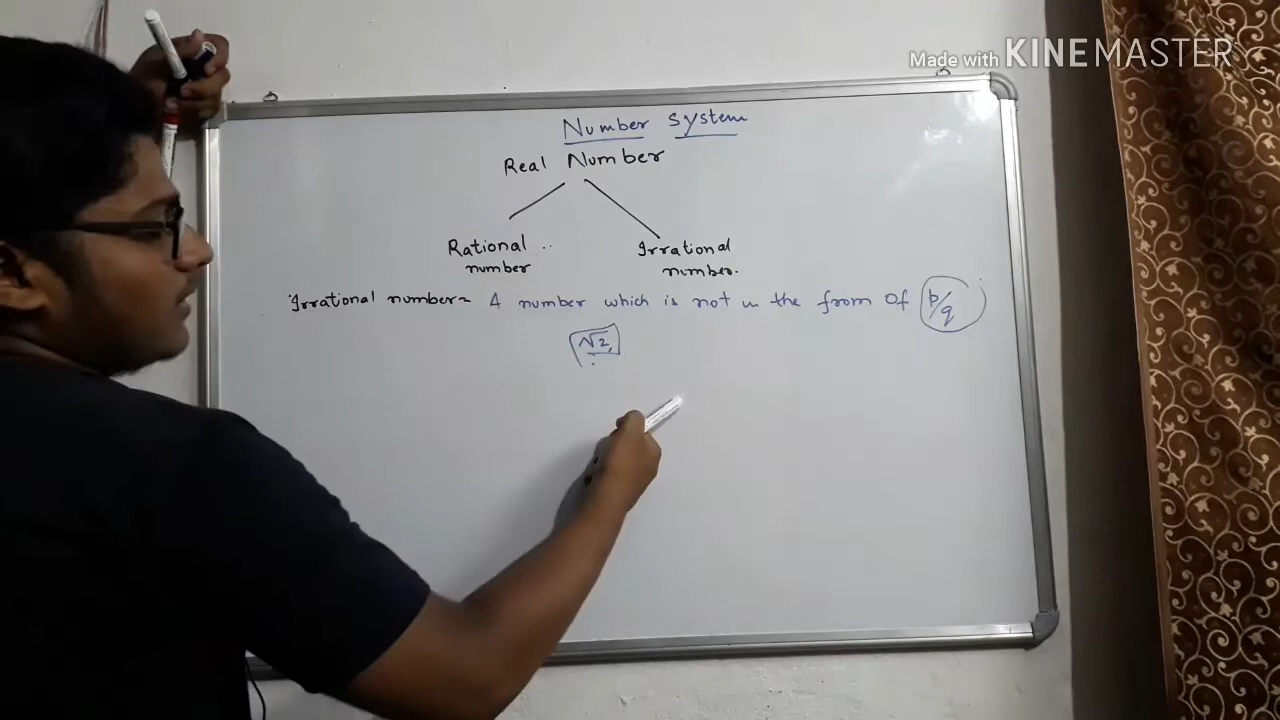 Made with KINEMASTER
Number system
Real Number
Rational ..
number
Irrational
number.
Irrational number = A number which is not in the from of p/q
√2,